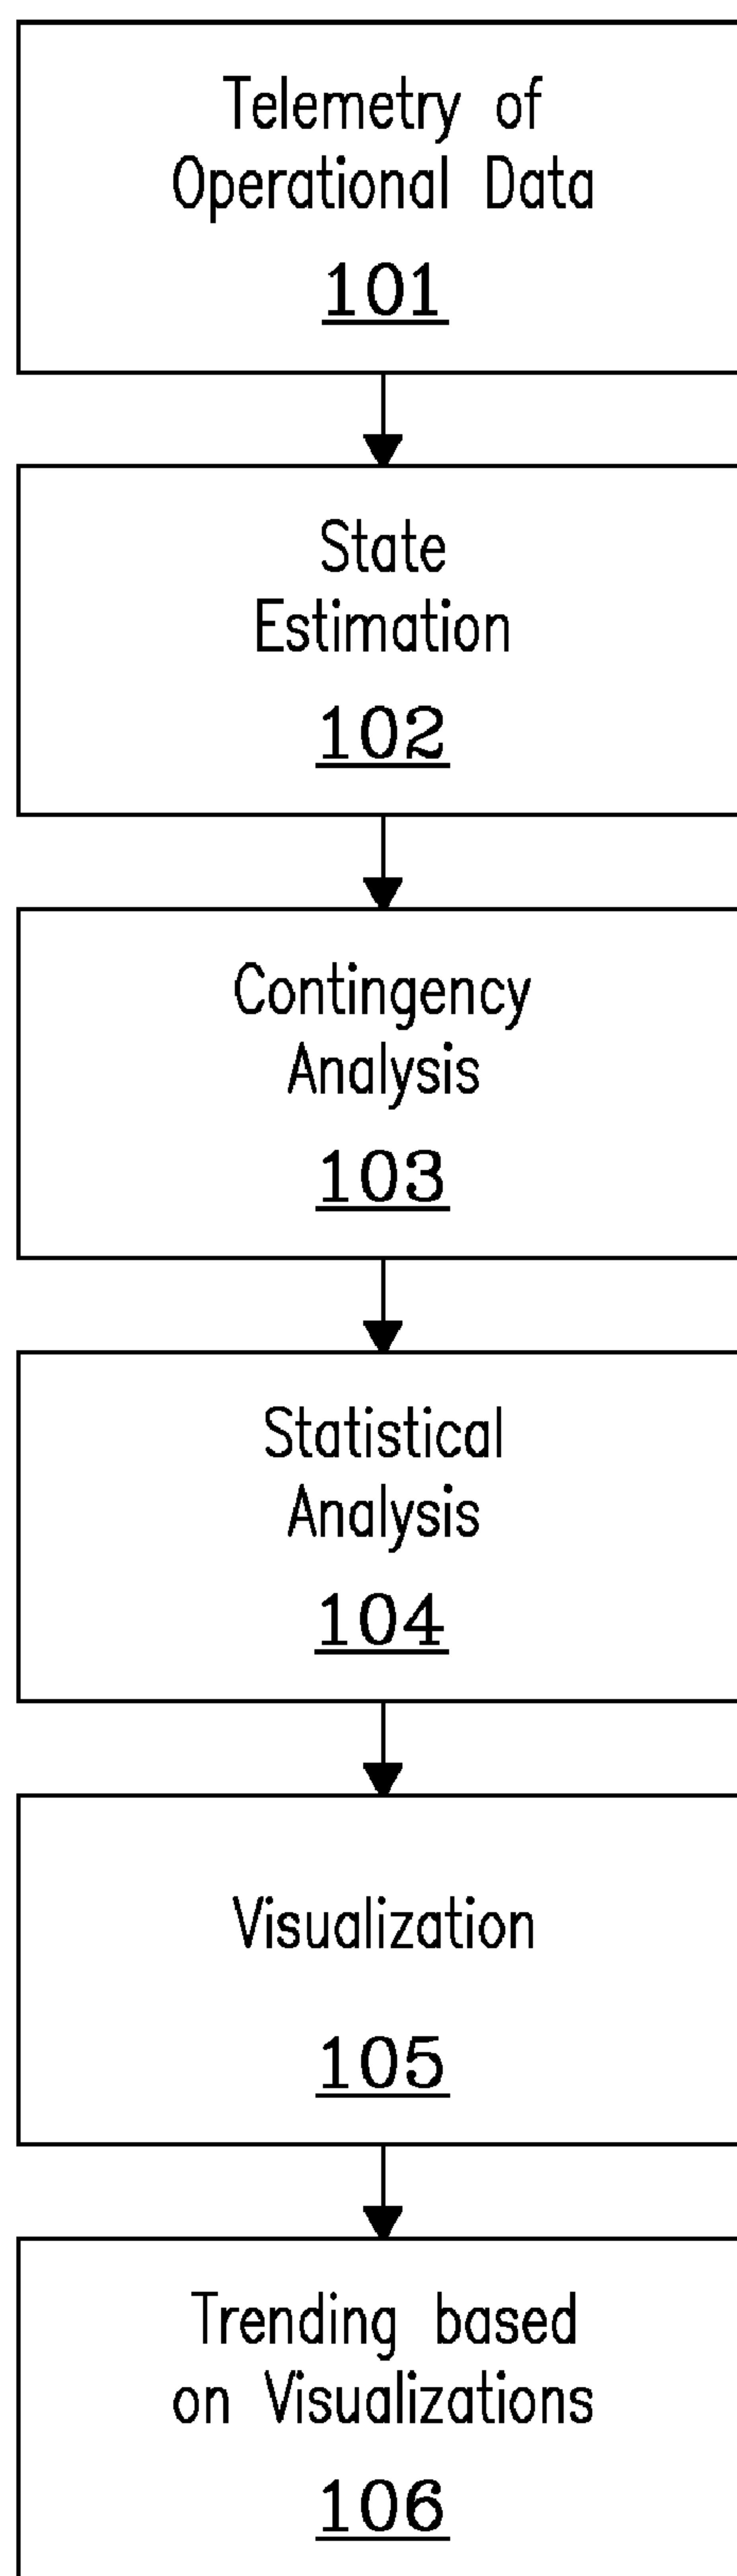 Telemetry of
Operational Data
101
State
Estimation
102
Contingency
Analysis
103
Statistical
Analysis
104
Visualization
105
Trending based
on Visualizations
106